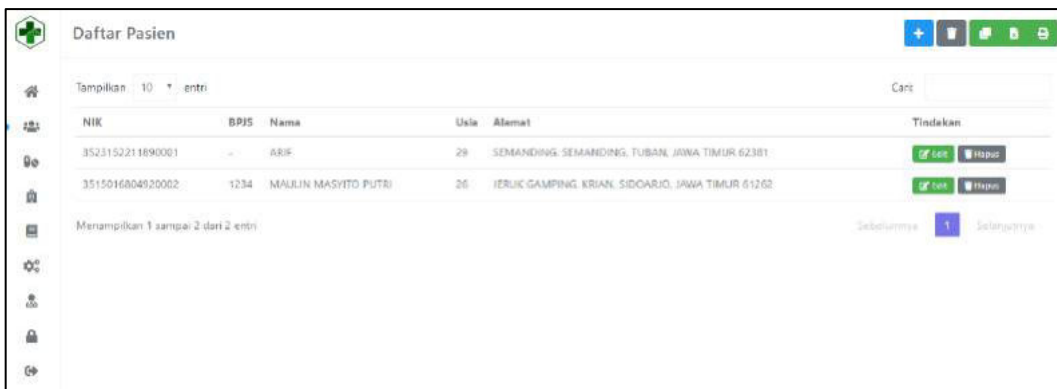 Daftar Pasien
Tampilkan 10 entri
Cari:
NIK BPJS Nama Usia Alamat Tindakan
3523152211890001 - ARIF 29 SEMANDING, SEMANDING, TUBAN, JAWA TIMUR 62381 Edit Hapus
3515016804920002 1234 MAULIN MASYITO PUTRI 26 JERUK GAMPING, KRIAN, SIDOARJO, JAWA TIMUR 61262 Edit Hapus
Menampilkan 1 sampai 2 dari 2 entri
Sebelumnya 1 Selanjutnya